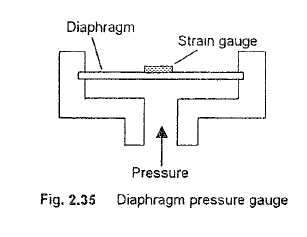 Diaphragm
Strain gauge
Pressure
Fig. 2.35 Diaphragm pressure gauge